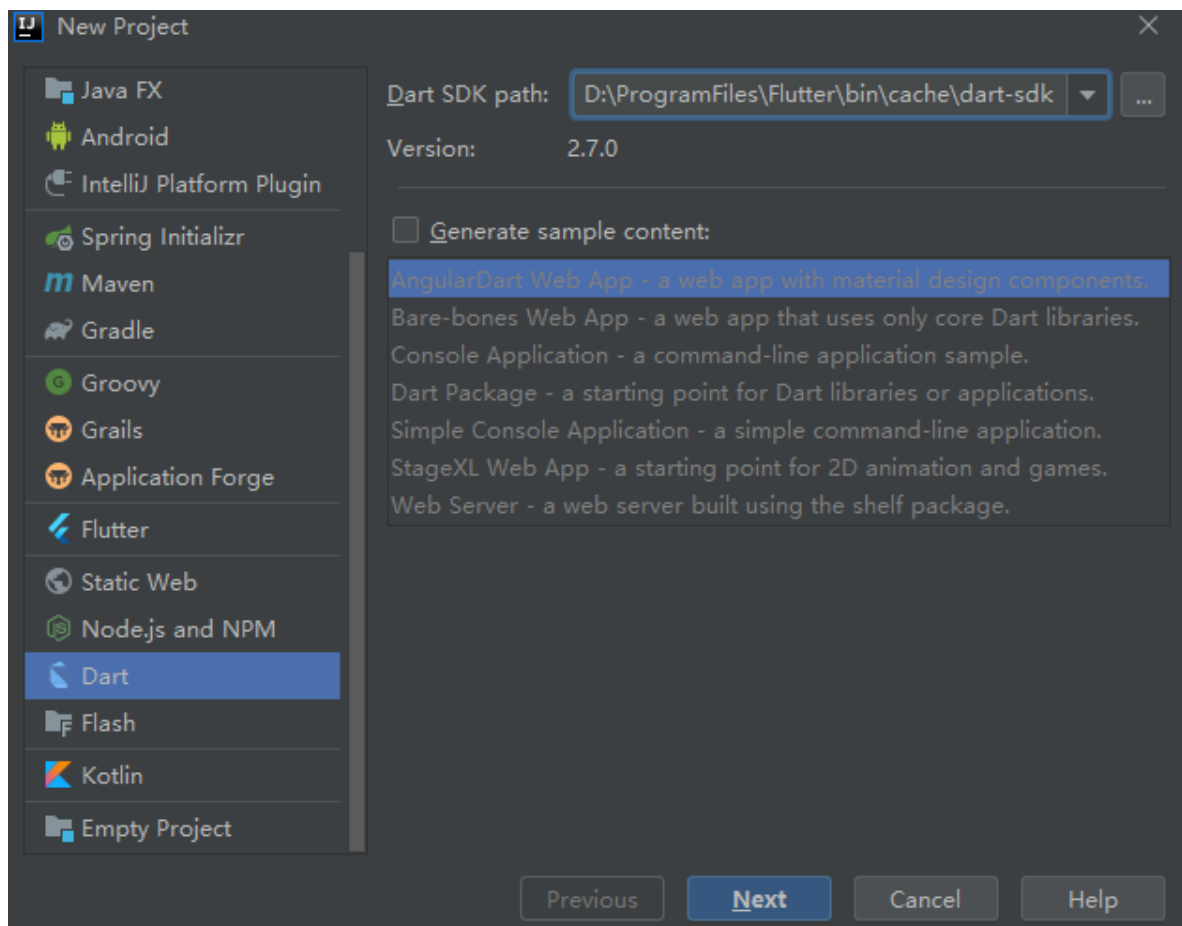 New Project
Java FX
Android
IntelliJ Platform Plugin
Spring Initializr
Maven
Gradle
Groovy
Grails
Application Forge
Flutter
Static Web
Node.js and NPM
Dart
Flash
Kotlin
Empty Project
Dart SDK path: D:\ProgramFiles\Flutter\bin\cache\dart-sdk ...
Version: 2.7.0
Generate sample content:
AngularDart Web App - a web app with material design components.
Bare-bones Web App - a web app that uses only core Dart libraries.
Console Application - a command-line application sample.
Dart Package - a starting point for Dart libraries or applications.
Simple Console Application - a simple command-line application.
StageXL Web App - a starting point for 2D animation and games.
Web Server - a web server built using the shelf package.
Previous Next Cancel Help